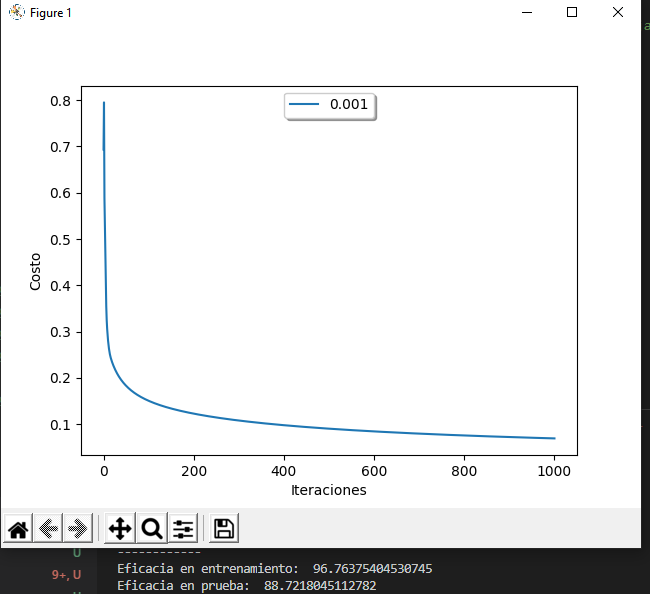 Figure 1
a
0.001
0.8
0.7
0.6
0.5
0.4
0.3
0.2
0.1
Costo
0 200 400 600 800 1000
Iteraciones
U
------------
9+, U
Eficacia en entrenamiento: 96.76375404530745
Eficacia en prueba: 88.7218045112782